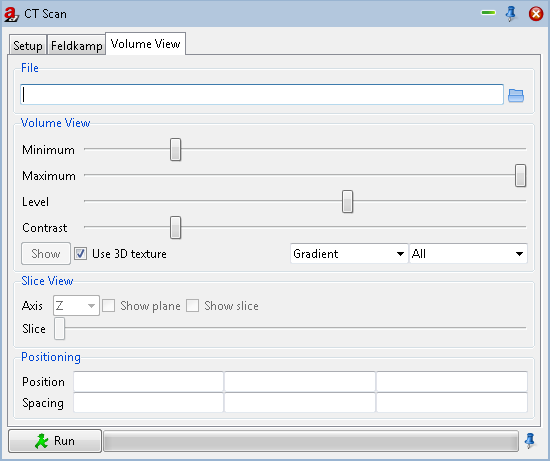 CT Scan
Setup Feldkamp Volume View
File
Volume View
Minimum
Maximum
Level
Contrast
Show Use 3D texture Gradient All
Slice View
Axis Z Show plane Show slice
Slice
Positioning
Position
Spacing
Run